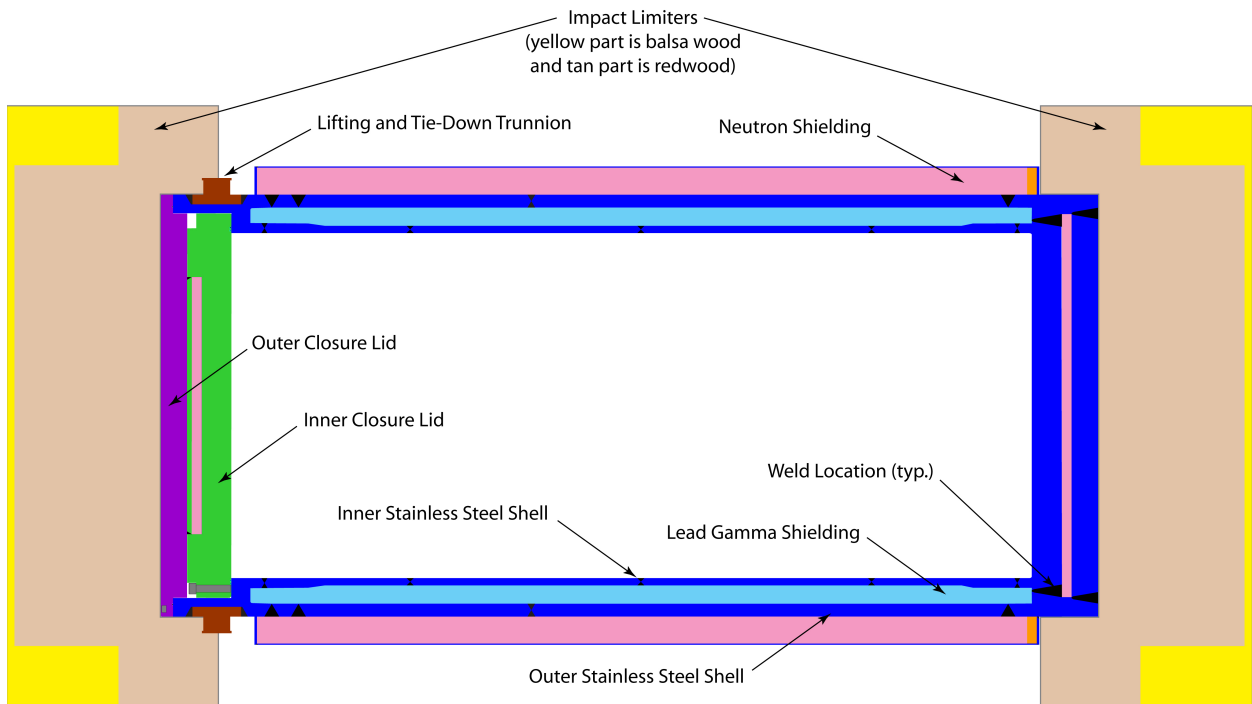 Impact Limiters
(yellow part is balsa wood
and tan part is redwood)
Lifting and Tie-Down Trunnion
Neutron Shielding
Outer Closure Lid
Inner Closure Lid
Weld Location (typ.)
Inner Stainless Steel Shell
Lead Gamma Shielding
Outer Stainless Steel Shell